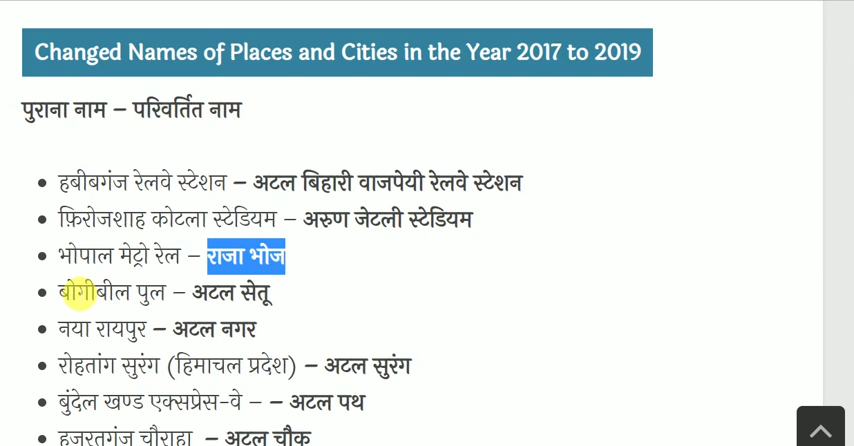 Changed Names of Places and Cities in the Year 2017 to 2019
पुराना नाम – परिवर्तित नाम
हबीबगंज रेलवे स्टेशन – अटल बिहारी वाजपेयी रेलवे स्टेशन
फ़िरोजशाह कोटला स्टेडियम – अरुण जेटली स्टेडियम
भोपाल मेट्रो रेल – राजा भोज
बोगीबील पुल – अटल सेतू
नया रायपुर – अटल नगर
रोहतांग सुरंग (हिमाचल प्रदेश) – अटल सुरंग
बुंदेल खण्ड एक्सप्रेस-वे – – अटल पथ
हजरतगंज चौराहा – अटल चौक